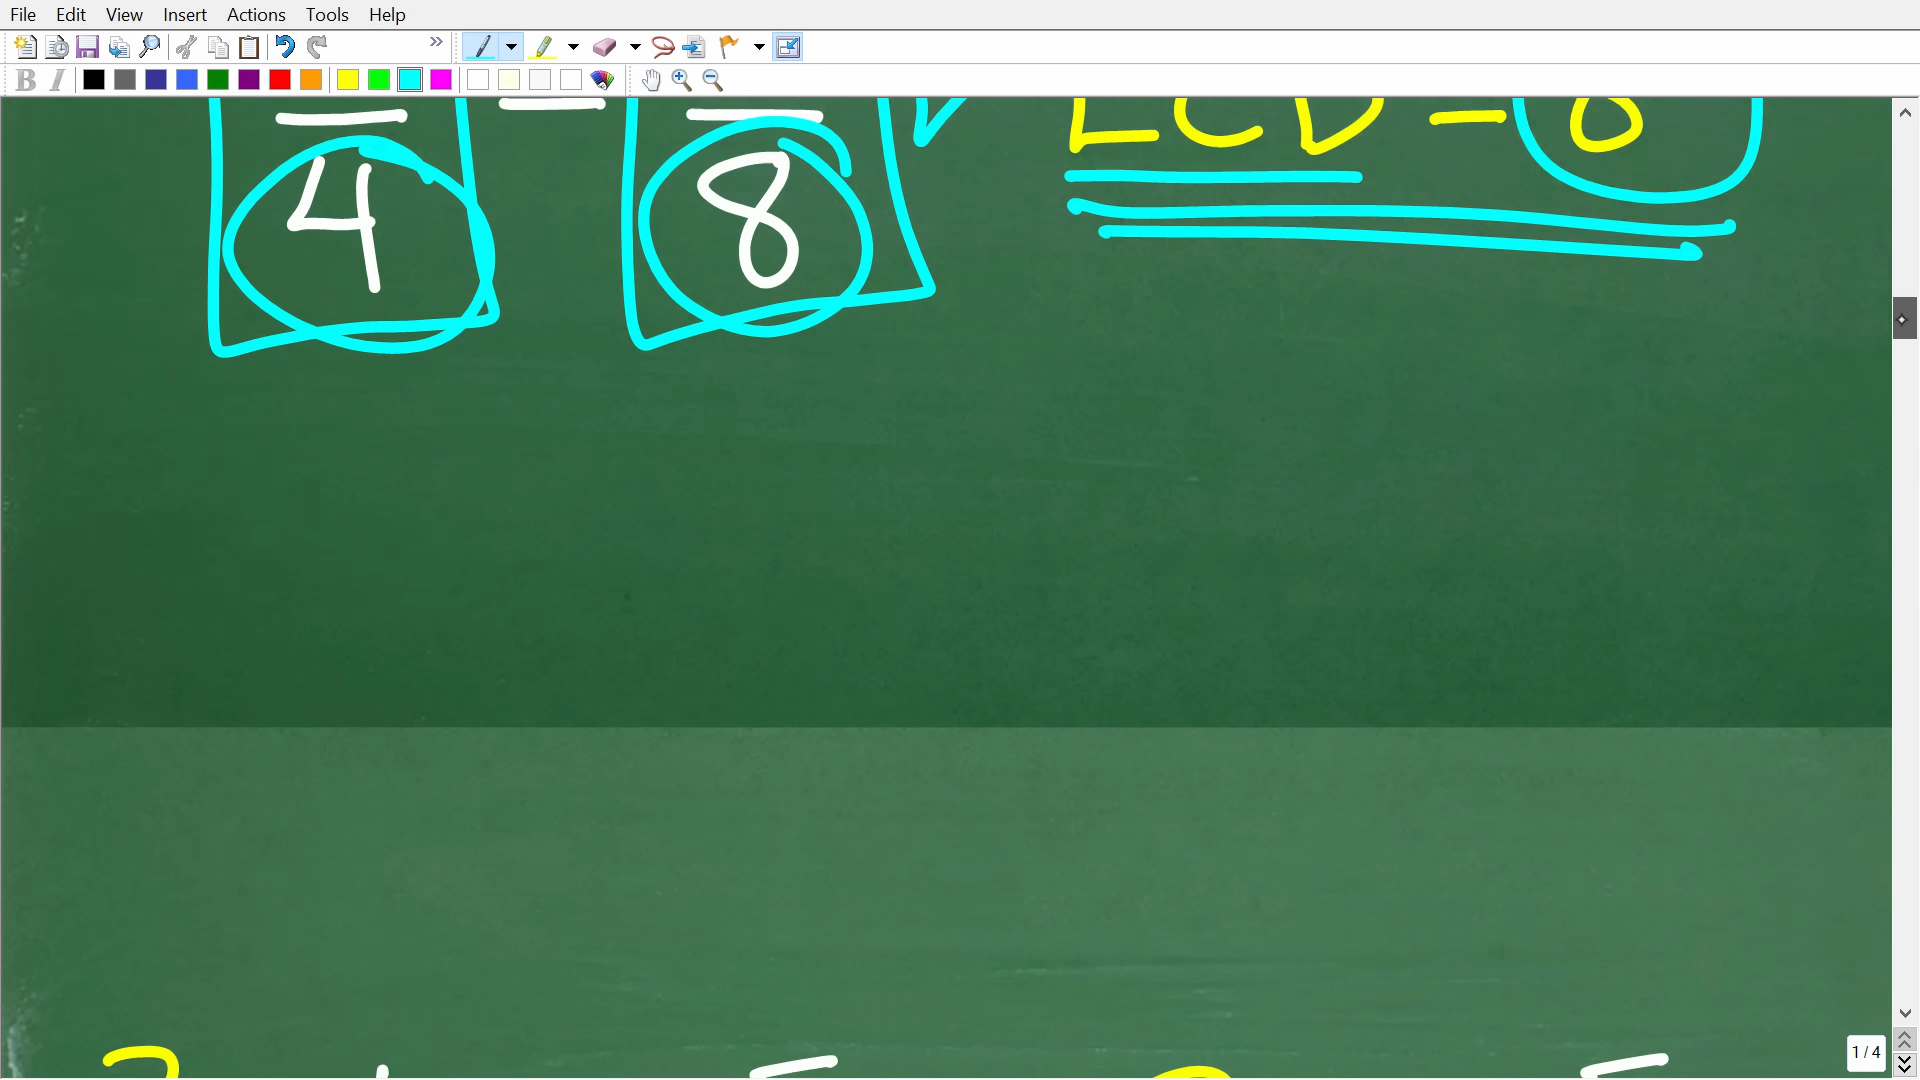 File Edit View Insert Actions Tools Help
B I
LCD = 8
4 8
1 / 4